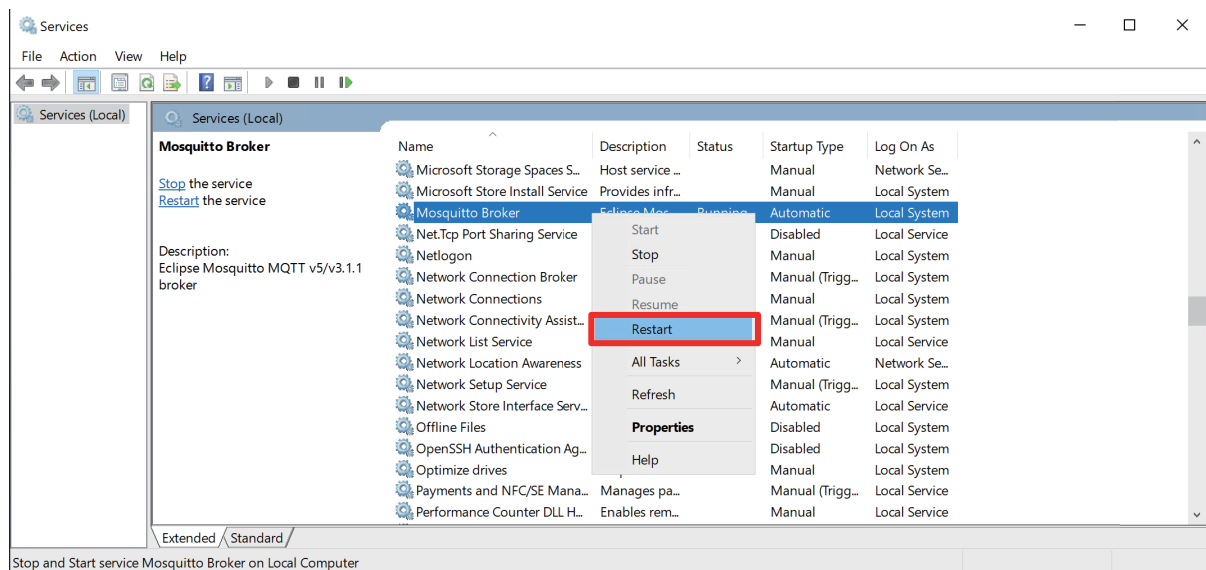 Services
File Action View Help
Services (Local)
Services (Local)
Mosquitto Broker
Stop the service
Restart the service
Description:
Eclipse Mosquitto MQTT v5/v3.1.1
broker
Name Description Status Startup Type Log On As
Microsoft Storage Spaces S... Host service ... Manual Network Se...
Microsoft Store Install Service Provides infr... Manual Local System
Mosquitto Broker Eclipse Mos... Running Automatic Local System
Net.Tcp Port Sharing Service Disabled Local Service
Netlogon Manual Local System
Network Connection Broker Manual (Trigg... Local System
Network Connections Manual Local System
Network Connectivity Assist... Manual (Trigg... Local System
Network List Service Manual Local Service
Network Location Awareness Automatic Network Se...
Network Setup Service Manual (Trigg... Local System
Network Store Interface Serv... Automatic Local Service
Offline Files Disabled Local System
OpenSSH Authentication Ag... Disabled Local System
Optimize drives Manual Local System
Payments and NFC/SE Mana... Manages pa... Manual (Trigg... Local Service
Performance Counter DLL H... Enables rem... Manual Local Service
Start
Stop
Pause
Resume
Restart
All Tasks
Refresh
Properties
Help
Extended Standard
Stop and Start service Mosquitto Broker on Local Computer